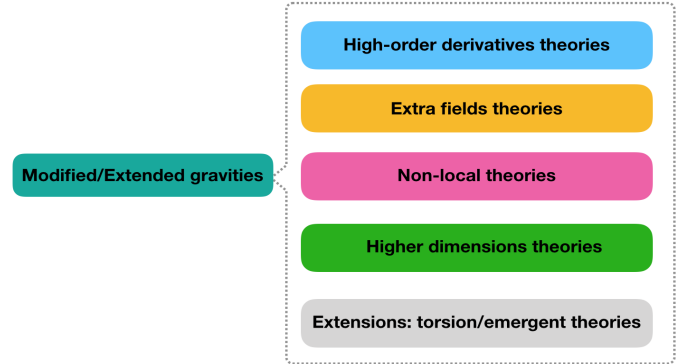 High-order derivatives theories
Extra fields theories
Modified/Extended gravities
Non-local theories
Higher dimensions theories
Extensions: torsion/emergent theories